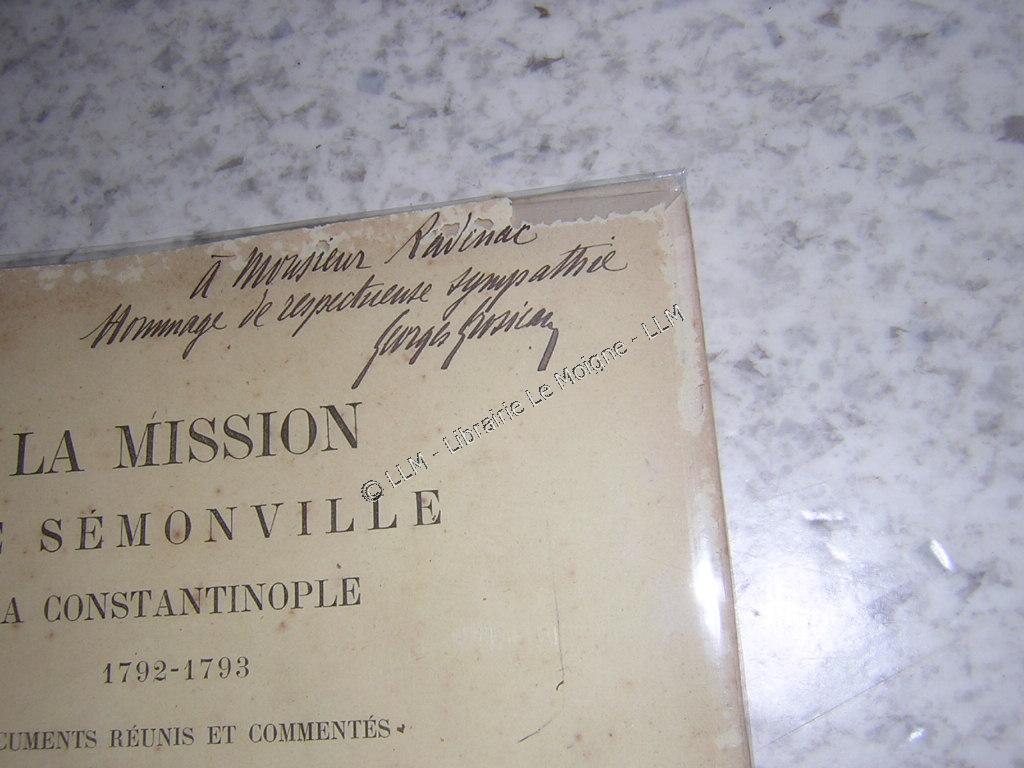 à Monsieur Radinac
Hommage de respectueuse sympathie
Georges
LA MISSION
E SÉMONVILLE
A CONSTANTINOPLE
1792-1793
CUMENTS RÉUNIS ET COMMENTÉS
© LLM - Librairie Le Moigne - LLM